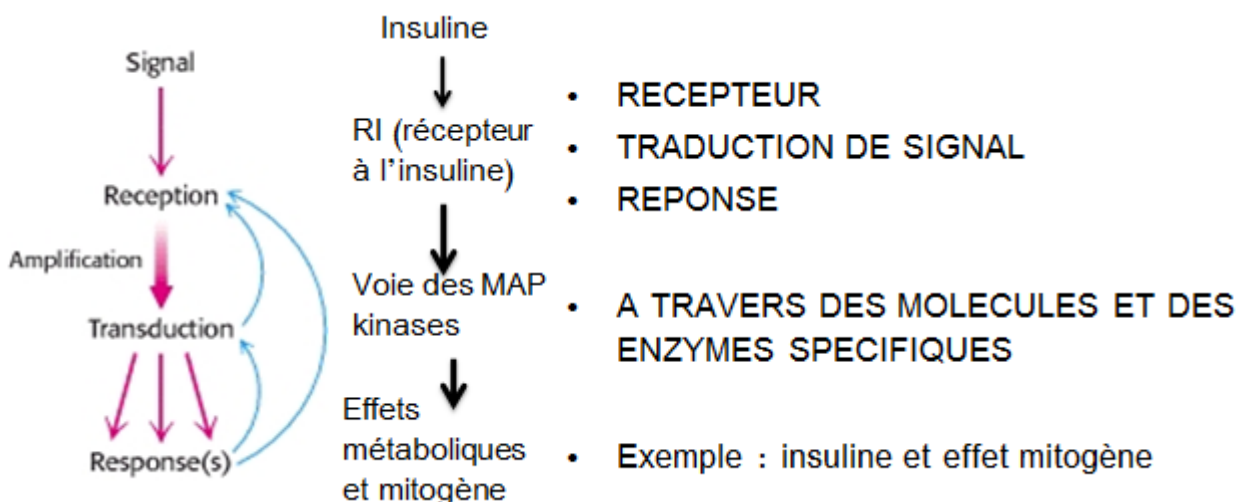 Signal
Reception
Amplification
Transduction
Response(s)
Insuline
RI (récepteur
à l'insuline)
Voie des MAP
kinases
Effets
métaboliques
et mitogène
• RECEPTEUR
• TRADUCTION DE SIGNAL
• REPONSE
• A TRAVERS DES MOLECULES ET DES
ENZYMES SPECIFIQUES
• Exemple : insuline et effet mitogène